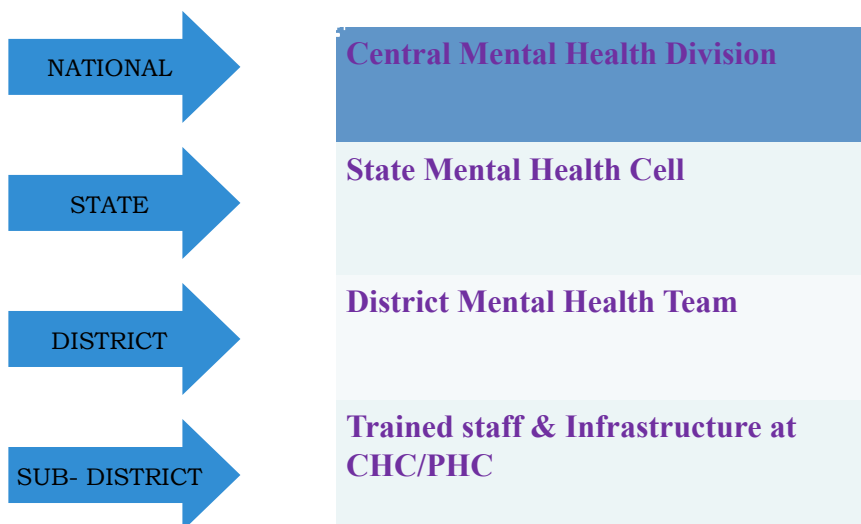 NATIONAL
Central Mental Health Division
STATE
State Mental Health Cell
DISTRICT
District Mental Health Team
SUB- DISTRICT
Trained staff & Infrastructure at
CHC/PHC